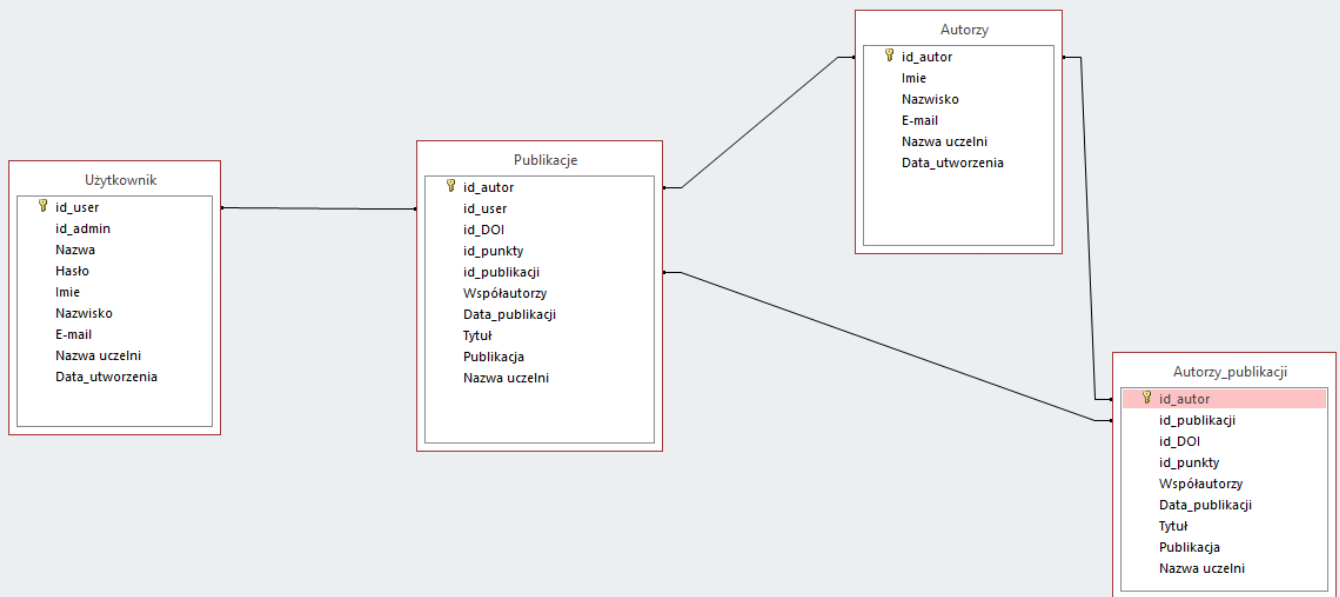 Użytkownik
id_user
id_admin
Nazwa
Hasło
Imie
Nazwisko
E-mail
Nazwa uczelni
Data_utworzenia
Publikacje
id_autor
id_user
id_DOI
id_punkty
id_publikacji
Współautorzy
Data_publikacji
Tytuł
Publikacja
Nazwa uczelni
Autorzy
id_autor
Imie
Nazwisko
E-mail
Nazwa uczelni
Data_utworzenia
Autorzy_publikacji
id_autor
id_publikacji
id_DOI
id_punkty
Współautorzy
Data_publikacji
Tytuł
Publikacja
Nazwa uczelni